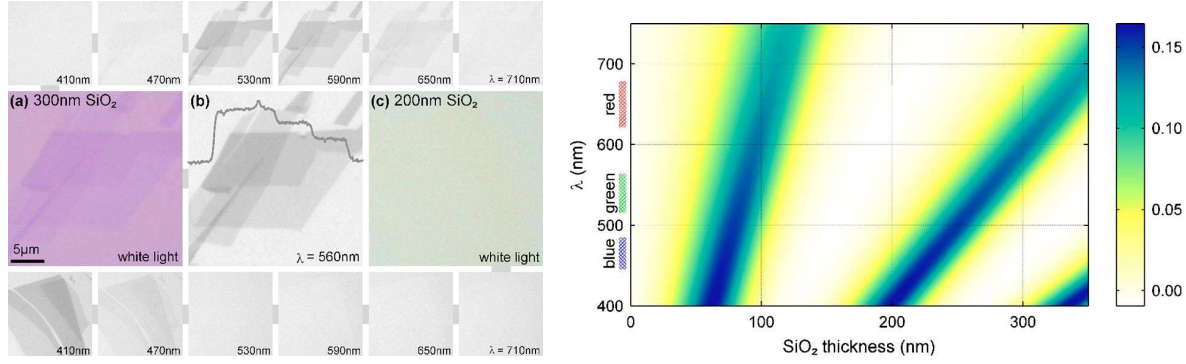 410nm
470nm
530nm
590nm
650nm
λ = 710nm
(a) 300nm SiO₂
5µm
white light
(b)
λ = 560nm
(c) 200nm SiO₂
white light
410nm
470nm
530nm
590nm
650nm
λ = 710nm
λ (nm)
700
600
500
400
red
green
blue
0
100
200
300
SiO₂ thickness (nm)
0.15
0.10
0.05
0.00